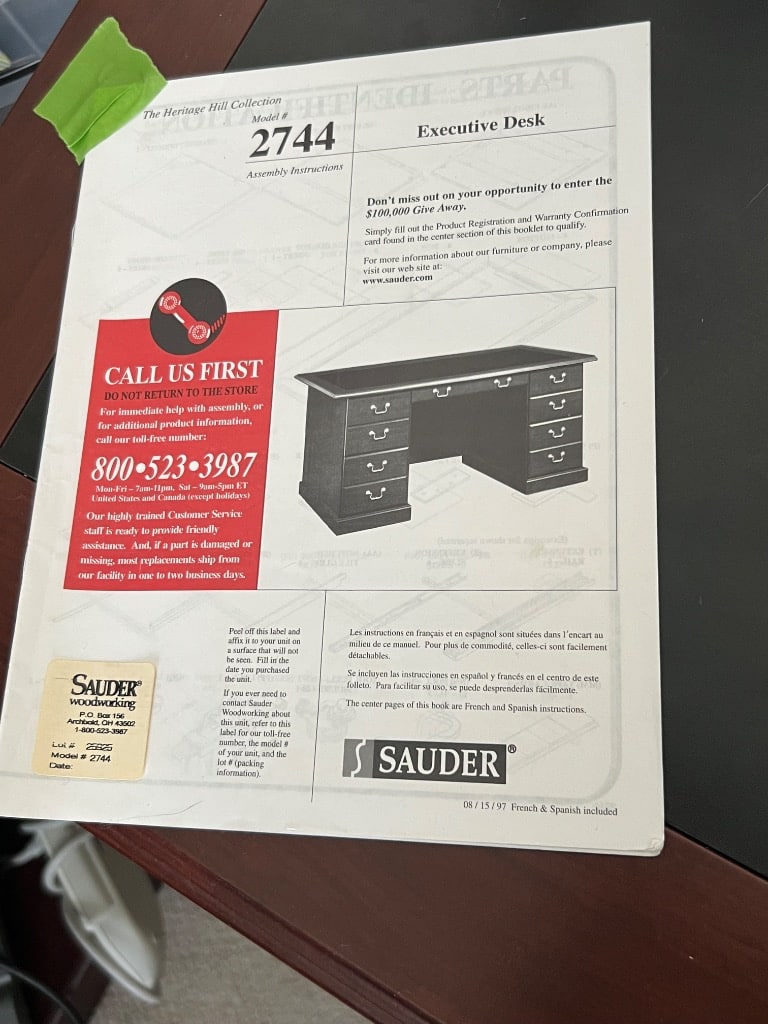 The Heritage Hill Collection
Model #
2744
Assembly Instructions
Executive Desk
Don't miss out on your opportunity to enter the
$100,000 Give Away.
Simply fill out the Product Registration and Warranty Confirmation
card found in the center section of this booklet to qualify.
For more information about our furniture or company, please
visit our web site at:
www.sauder.com
CALL US FIRST
DO NOT RETURN TO THE STORE
For immediate help with assembly, or
for additional product information,
call our toll-free number:
800•523•3987
Mon-Fri – 7am-11pm, Sat – 9am-5pm ET
United States and Canada (except holidays)
Our highly trained Customer Service
staff is ready to provide friendly
assistance. And, if a part is damaged or
missing, most replacements ship from
our facility in one to two business days.
Peel off this label and
affix it to your unit on
a surface that will not
be seen. Fill in the
date you purchased
the unit.
If you ever need to
contact Sauder
Woodworking about
this unit, refer to this
label for our toll-free
number, the model #
of your unit, and the
lot # (packing
information).
SAUDER®
woodworking
P.O. Box 156
Archbold, OH 43502
1-800-523-3987
Lot #
Model # 2744
Date:
Les instructions en français et en espagnol sont situées dans l'encart au
milieu de ce manuel. Pour plus de commodité, celles-ci sont facilement
détachables.
Se incluyen las instrucciones en español y francés en el centro de este
folleto. Para facilitar su uso, se puede desprenderlas fácilmente.
The center pages of this book are French and Spanish instructions.
SAUDER®
08 / 15 / 97 French & Spanish included